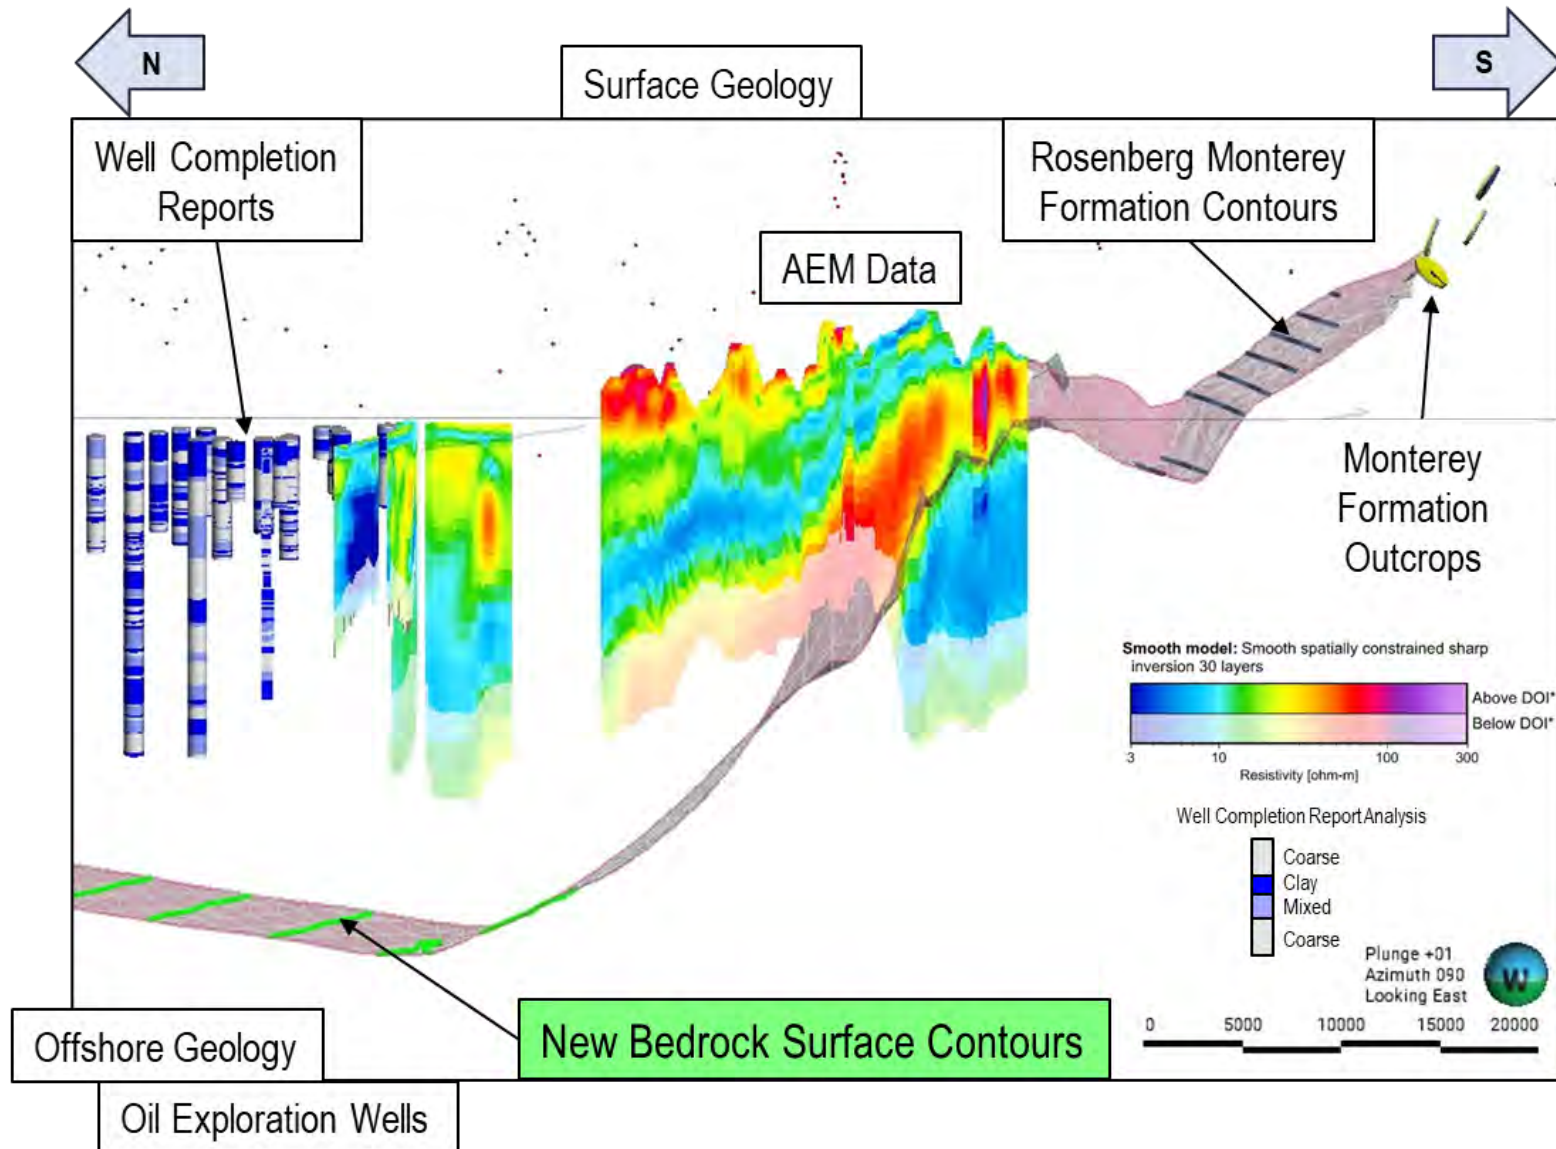 N
S
Surface Geology
Well Completion
Reports
Rosenberg Monterey
Formation Contours
AEM Data
Monterey
Formation
Outcrops
Smooth model: Smooth spatially constrained sharp
inversion 30 layers
Above DOI*
Below DOI*
3 10 100 300
Resistivity [ohm-m]
Well Completion Report Analysis
Coarse
Clay
Mixed
Coarse
Plunge +01
Azimuth 090
Looking East
W
0 5000 10000 15000 20000
New Bedrock Surface Contours
Offshore Geology
Oil Exploration Wells